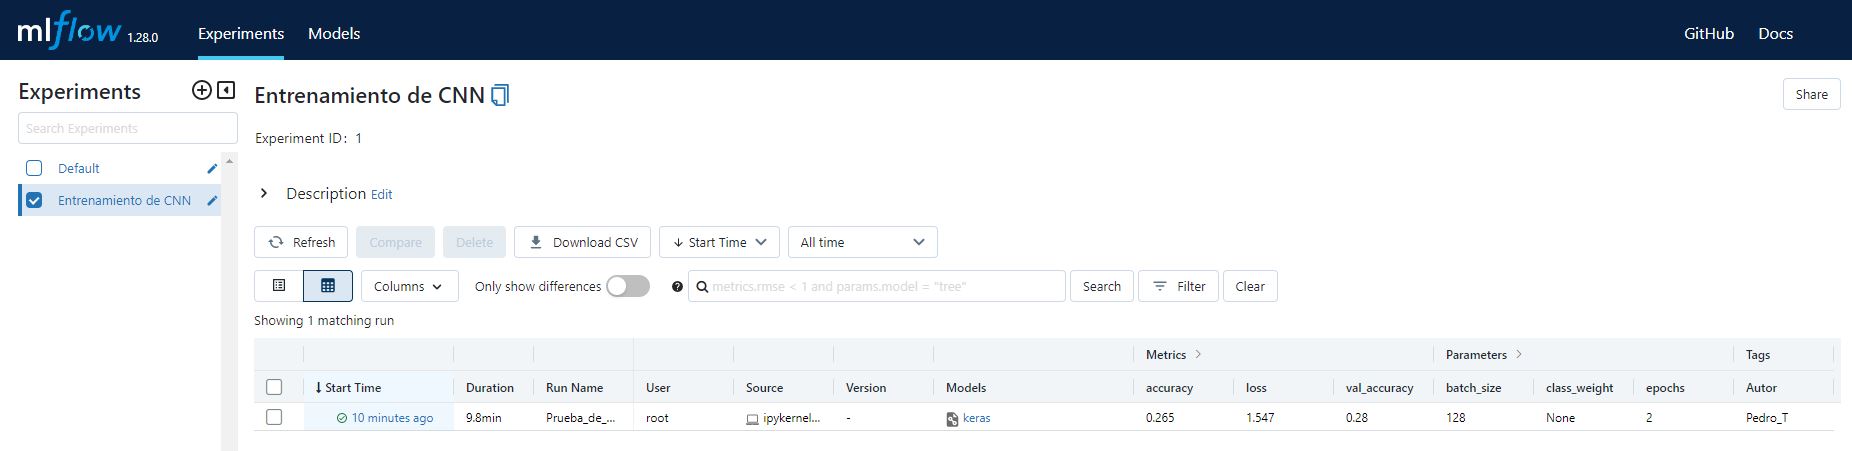 mlflow 1.28.0 Experiments Models GitHub Docs
Experiments
Search Experiments
Default
Entrenamiento de CNN
Entrenamiento de CNN
Share
Experiment ID: 1
Description Edit
Refresh Compare Delete Download CSV Start Time All time
Columns Only show differences metrics.rmse < 1 and params.model = "tree" Search Filter Clear
Showing 1 matching run
Metrics Parameters Tags
Start Time Duration Run Name User Source Version Models accuracy loss val_accuracy batch_size class_weight epochs Autor
10 minutes ago 9.8min Prueba_de_... root ipykernel... - keras 0.265 1.547 0.28 128 None 2 Pedro_T